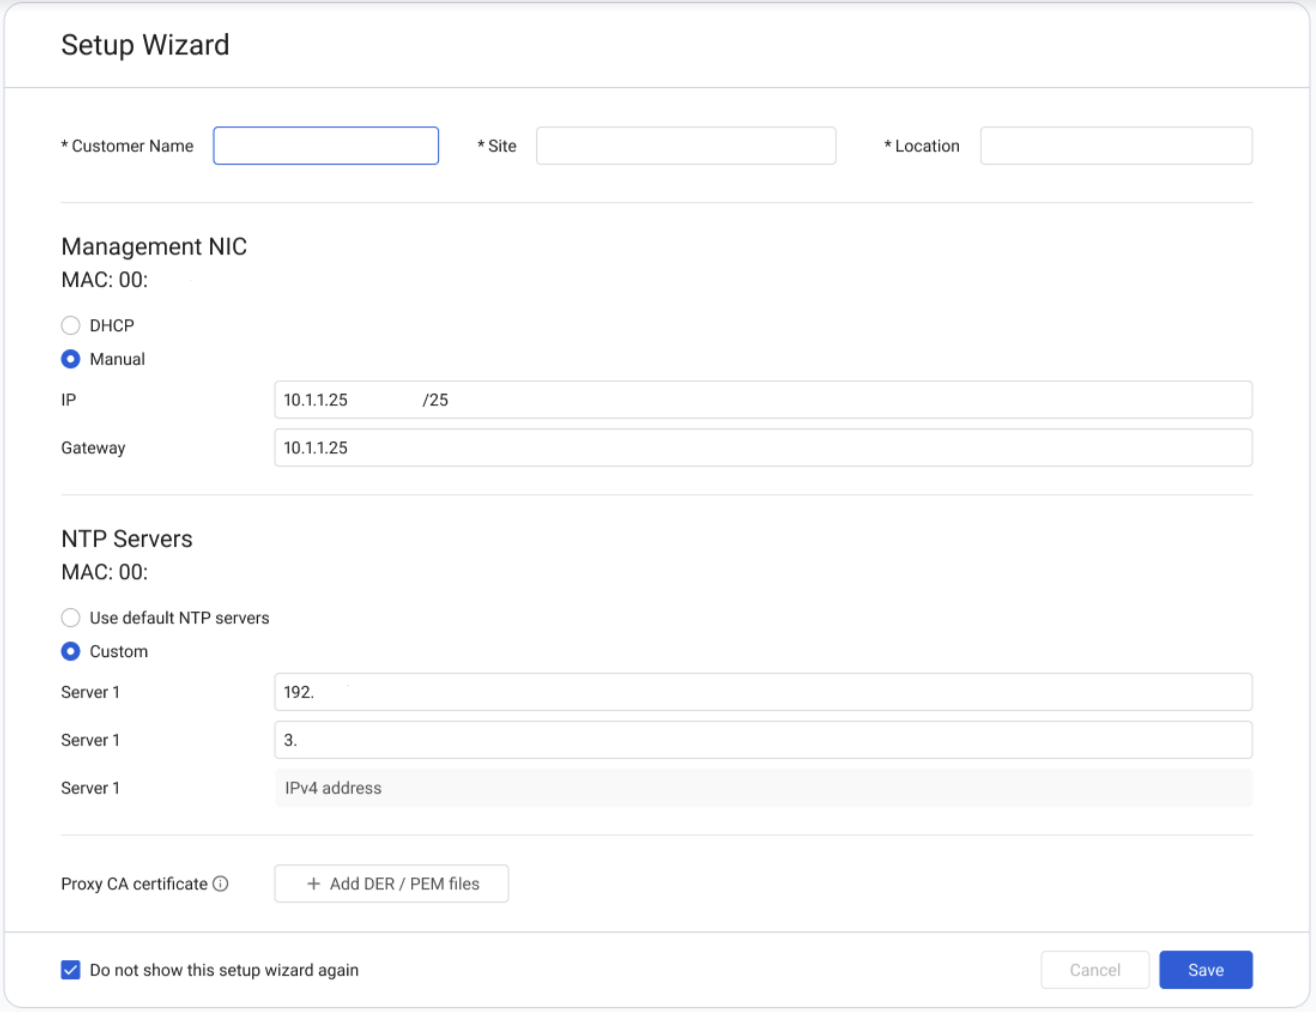 Setup Wizard
* Customer Name * Site * Location
Management NIC
MAC: 00:
DHCP
Manual
IP 10.1.1.25 /25
Gateway 10.1.1.25
NTP Servers
MAC: 00:
Use default NTP servers
Custom
Server 1 192.
Server 1 3.
Server 1 IPv4 address
Proxy CA certificate + Add DER / PEM files
Do not show this setup wizard again Cancel Save